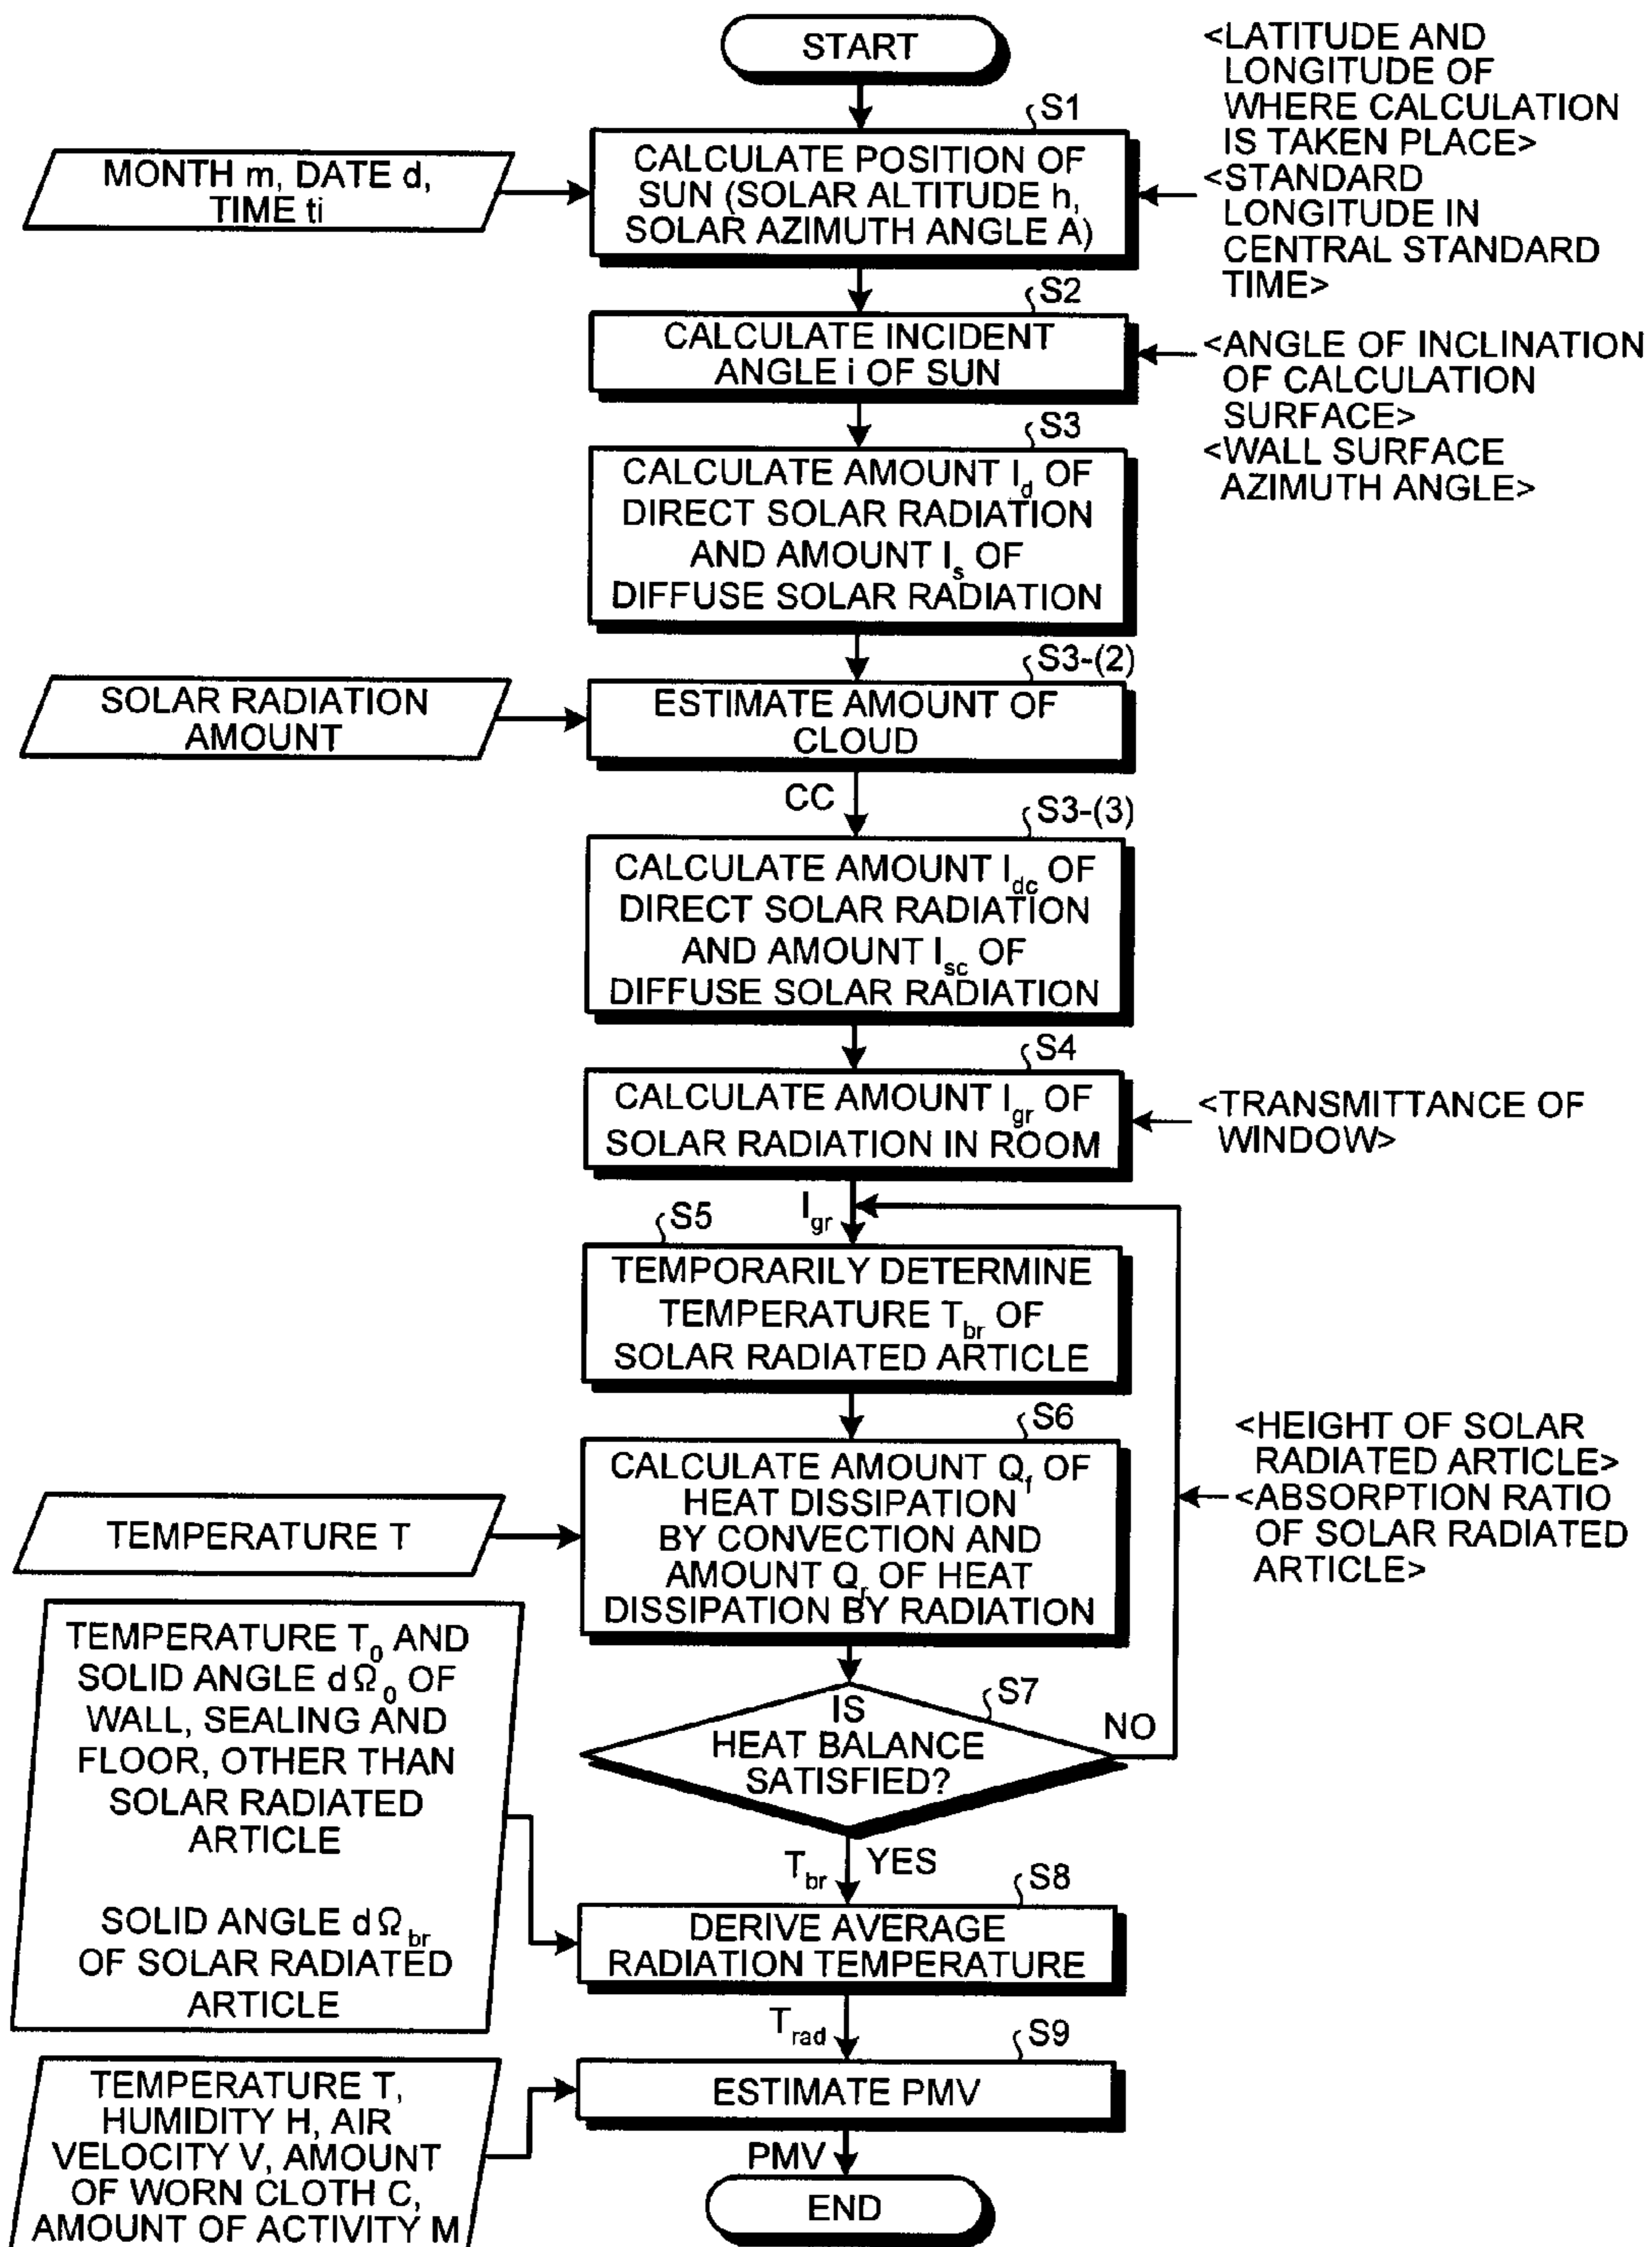 START
<LATITUDE AND
LONGITUDE OF
WHERE CALCULATION
IS TAKEN PLACE>
<STANDARD
LONGITUDE IN
CENTRAL STANDARD
TIME>
S1
MONTH m, DATE d,
TIME ti
CALCULATE POSITION OF
SUN (SOLAR ALTITUDE h,
SOLAR AZIMUTH ANGLE A)
S2
CALCULATE INCIDENT
ANGLE i OF SUN
<ANGLE OF INCLINATION
OF CALCULATION
SURFACE>
<WALL SURFACE
AZIMUTH ANGLE>
S3
CALCULATE AMOUNT Id OF
DIRECT SOLAR RADIATION
AND AMOUNT Is OF
DIFFUSE SOLAR RADIATION
S3-(2)
SOLAR RADIATION
AMOUNT
ESTIMATE AMOUNT OF
CLOUD
CC
S3-(3)
CALCULATE AMOUNT Idc OF
DIRECT SOLAR RADIATION
AND AMOUNT Isc OF
DIFFUSE SOLAR RADIATION
S4
CALCULATE AMOUNT Igr OF
SOLAR RADIATION IN ROOM
<TRANSMITTANCE OF
WINDOW>
Igr
S5
TEMPORARILY DETERMINE
TEMPERATURE Tbr OF
SOLAR RADIATED ARTICLE
S6
TEMPERATURE T
CALCULATE AMOUNT Qf OF
HEAT DISSIPATION
BY CONVECTION AND
AMOUNT Qr OF HEAT
DISSIPATION BY RADIATION
<HEIGHT OF SOLAR
RADIATED ARTICLE>
<ABSORPTION RATIO
OF SOLAR RADIATED
ARTICLE>
S7
IS
HEAT BALANCE
SATISFIED?
NO
TEMPERATURE T0 AND
SOLID ANGLE dΩ0 OF
WALL, SEALING AND
FLOOR, OTHER THAN
SOLAR RADIATED
ARTICLE
SOLID ANGLE dΩbr
OF SOLAR RADIATED
ARTICLE
Tbr YES
S8
DERIVE AVERAGE
RADIATION TEMPERATURE
Trad
S9
TEMPERATURE T,
HUMIDITY H, AIR
VELOCITY V, AMOUNT
OF WORN CLOTH C,
AMOUNT OF ACTIVITY M
ESTIMATE PMV
PMV
END